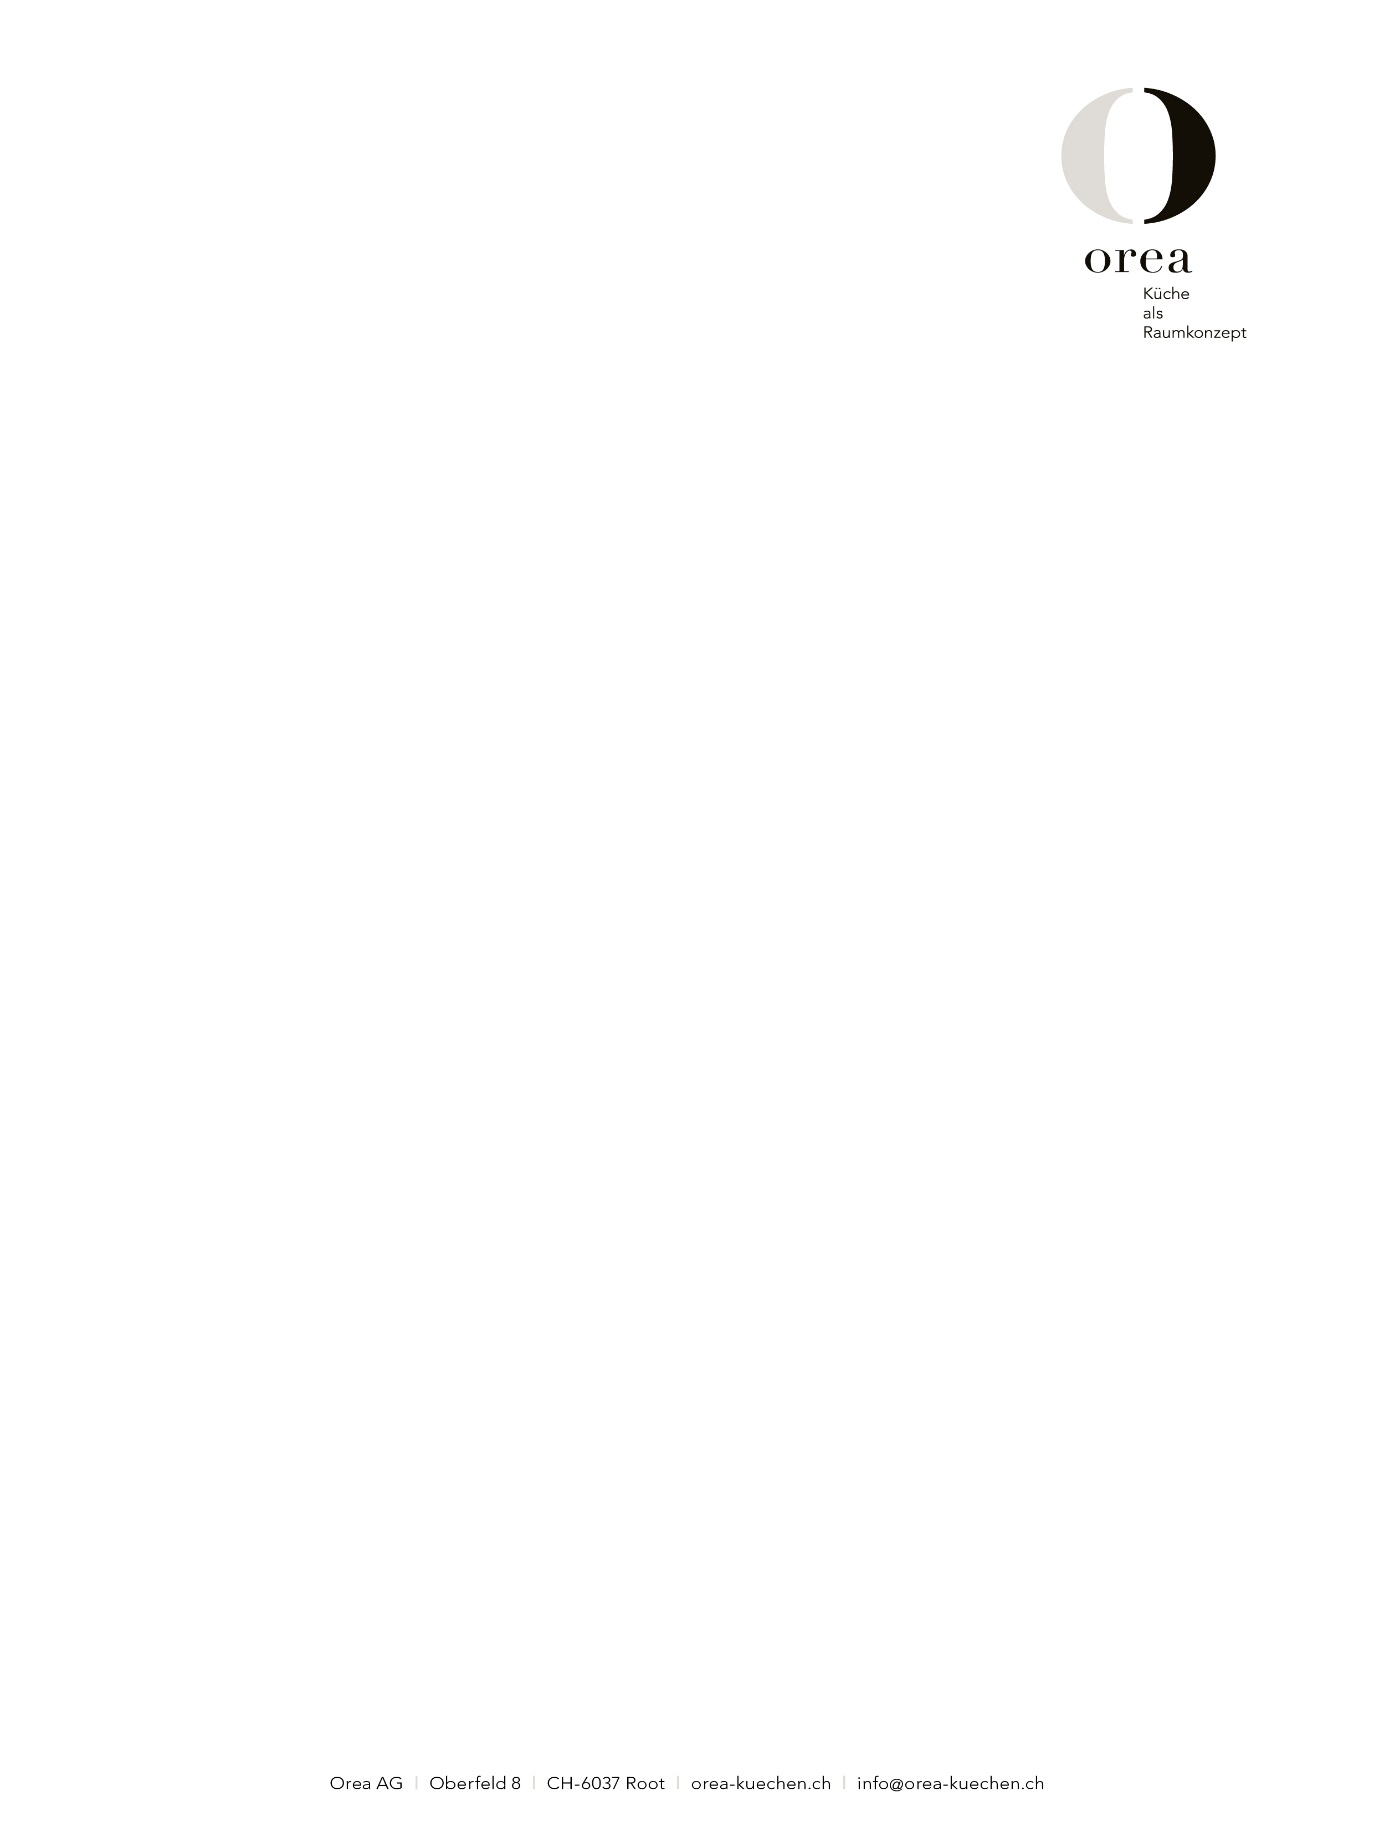 orea
Küche
als
Raumkonzept
Orea AG | Oberfeld 8 | CH-6037 Root | orea-kuechen.ch | info@orea-kuechen.ch